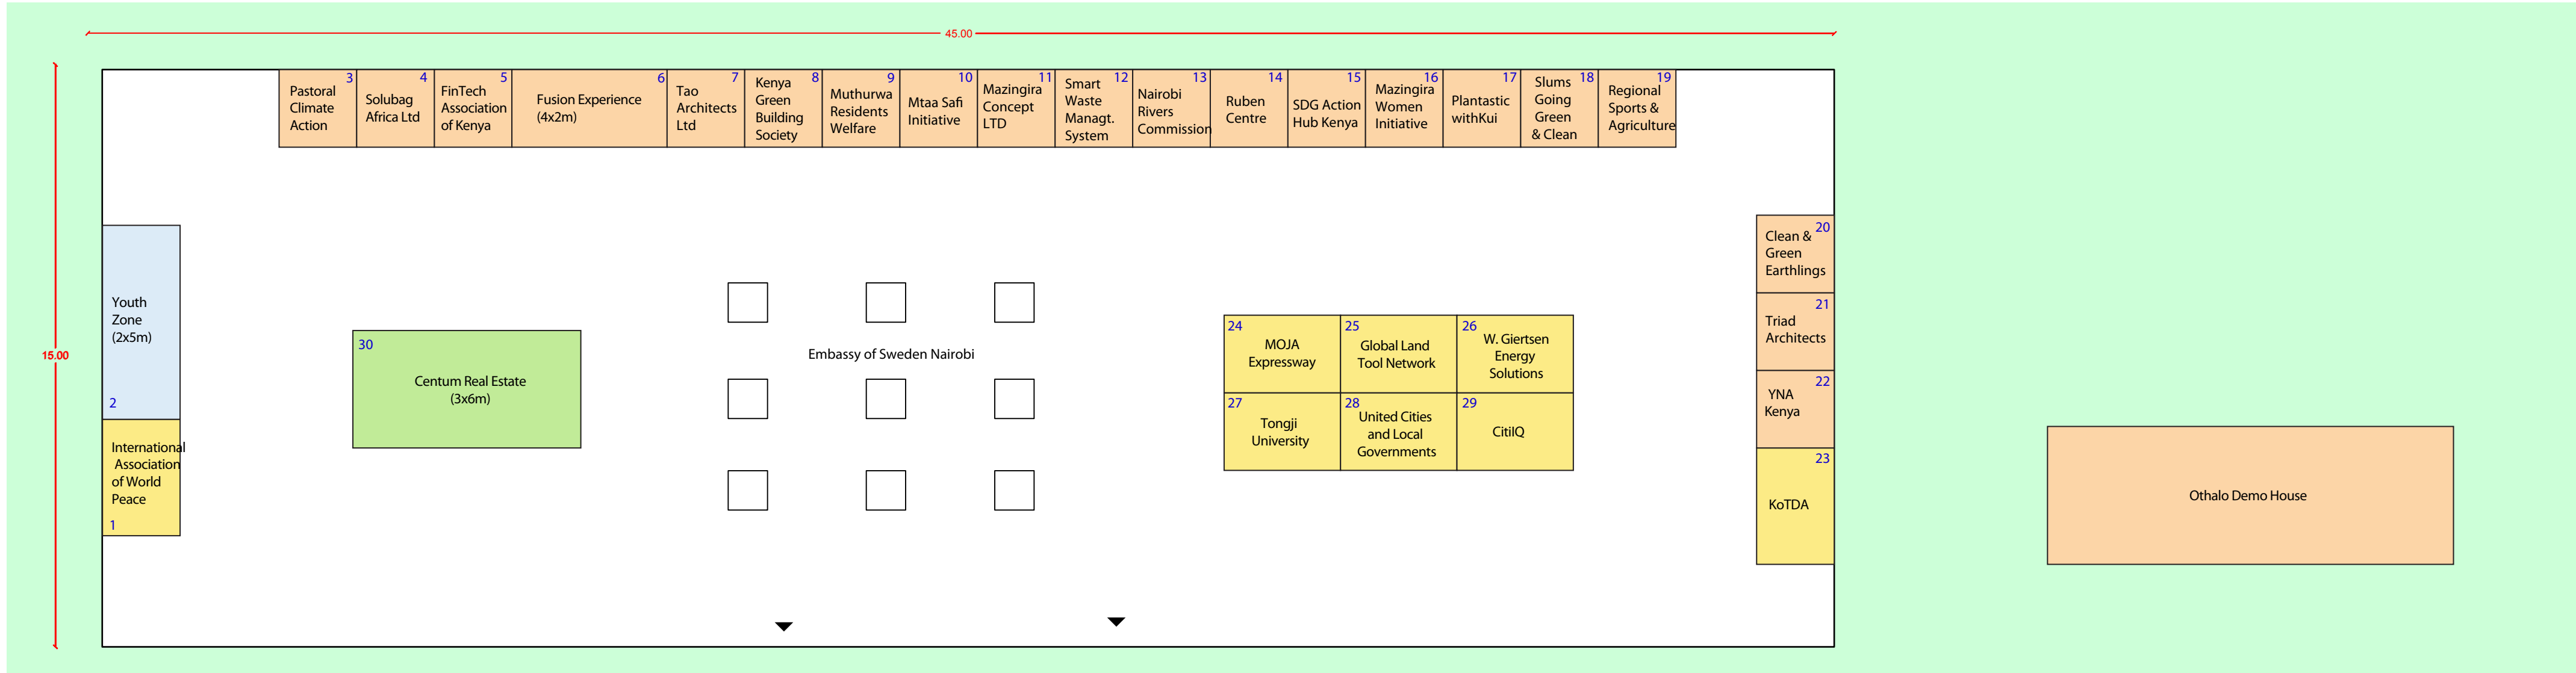 45.00
15.00
3
Pastoral
Climate
Action
4
Solubag
Africa Ltd
5
FinTech
Association
of Kenya
6
Fusion Experience
(4x2m)
7
Tao
Architects
Ltd
8
Kenya
Green
Building
Society
9
Muthurwa
Residents
Welfare
10
Mtaa Safi
Initiative
11
Mazingira
Concept
LTD
12
Smart
Waste
Managt.
System
13
Nairobi
Rivers
Commission
14
Ruben
Centre
15
SDG Action
Hub Kenya
16
Mazingira
Women
Initiative
17
Plantastic
withKui
18
Slums
Going
Green
& Clean
19
Regional
Sports &
Agriculture
Youth
Zone
(2x5m)
2
International
Association
of World
Peace
1
30
Centum Real Estate
(3x6m)
Embassy of Sweden Nairobi
24
MOJA
Expressway
25
Global Land
Tool Network
26
W. Giertsen
Energy
Solutions
27
Tongji
University
28
United Cities
and Local
Governments
29
CitiIQ
20
Clean &
Green
Earthlings
21
Triad
Architects
22
YNA
Kenya
23
KoTDA
Othalo Demo House